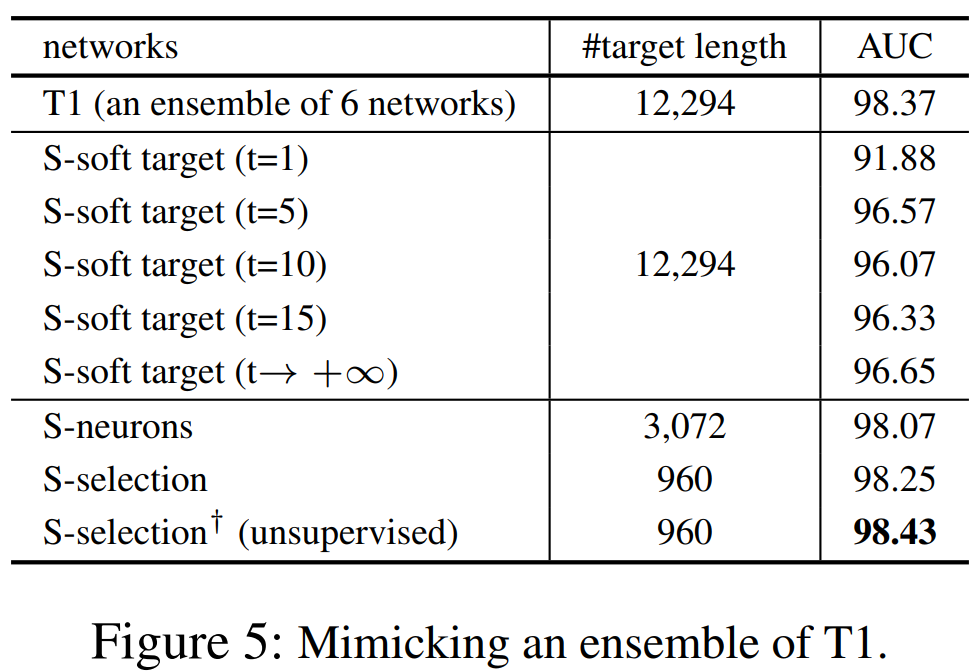 networks #target length AUC
T1 (an ensemble of 6 networks) 12,294 98.37
S-soft target (t=1) 91.88
S-soft target (t=5) 96.57
S-soft target (t=10) 12,294 96.07
S-soft target (t=15) 96.33
S-soft target (t→ +∞) 96.65
S-neurons 3,072 98.07
S-selection 960 98.25
S-selection† (unsupervised) 960 98.43
Figure 5: Mimicking an ensemble of T1.